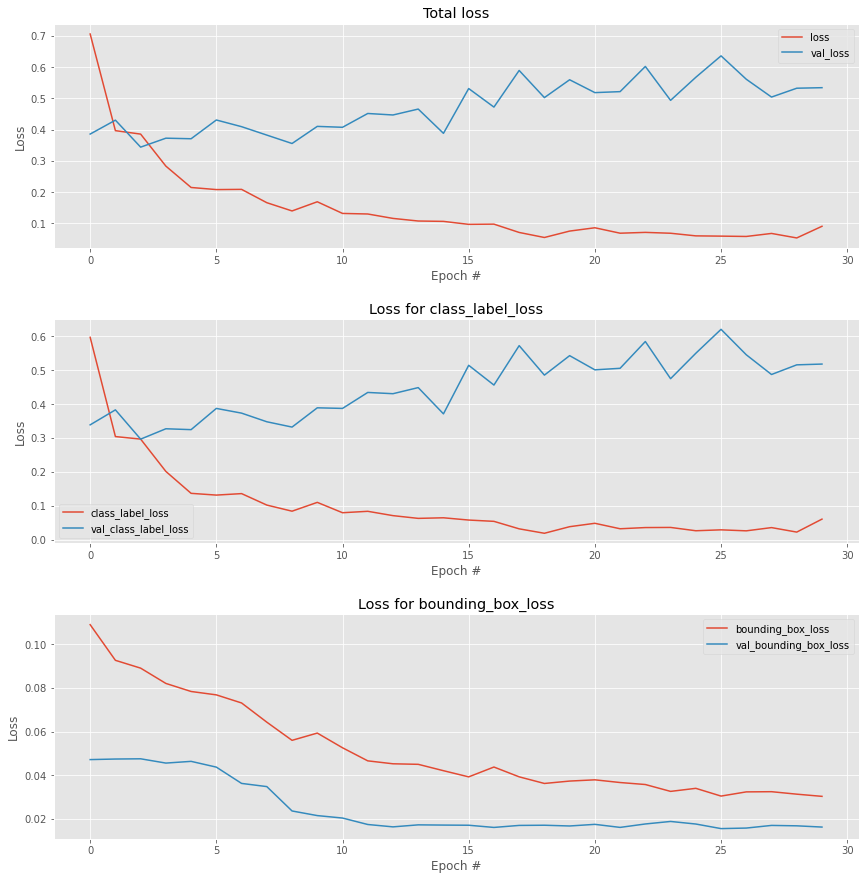 Total loss
Loss
0.7
0.6
0.5
0.4
0.3
0.2
0.1
loss
val_loss
0 5 10 15 20 25 30
Epoch #
Loss for class_label_loss
Loss
0.6
0.5
0.4
0.3
0.2
0.1
0.0
class_label_loss
val_class_label_loss
0 5 10 15 20 25 30
Epoch #
Loss for bounding_box_loss
Loss
0.10
0.08
0.06
0.04
0.02
bounding_box_loss
val_bounding_box_loss
0 5 10 15 20 25 30
Epoch #